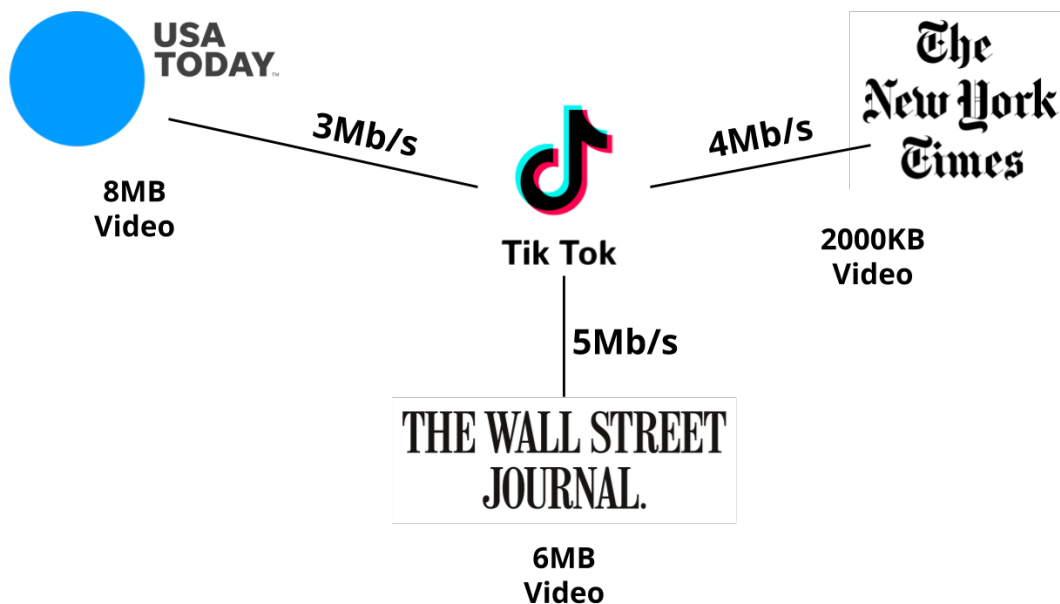 USA
TODAY™
3Mb/s
8MB
Video
Tik Tok
4Mb/s
The
New York
Times
2000KB
Video
5Mb/s
THE WALL STREET
JOURNAL.
6MB
Video